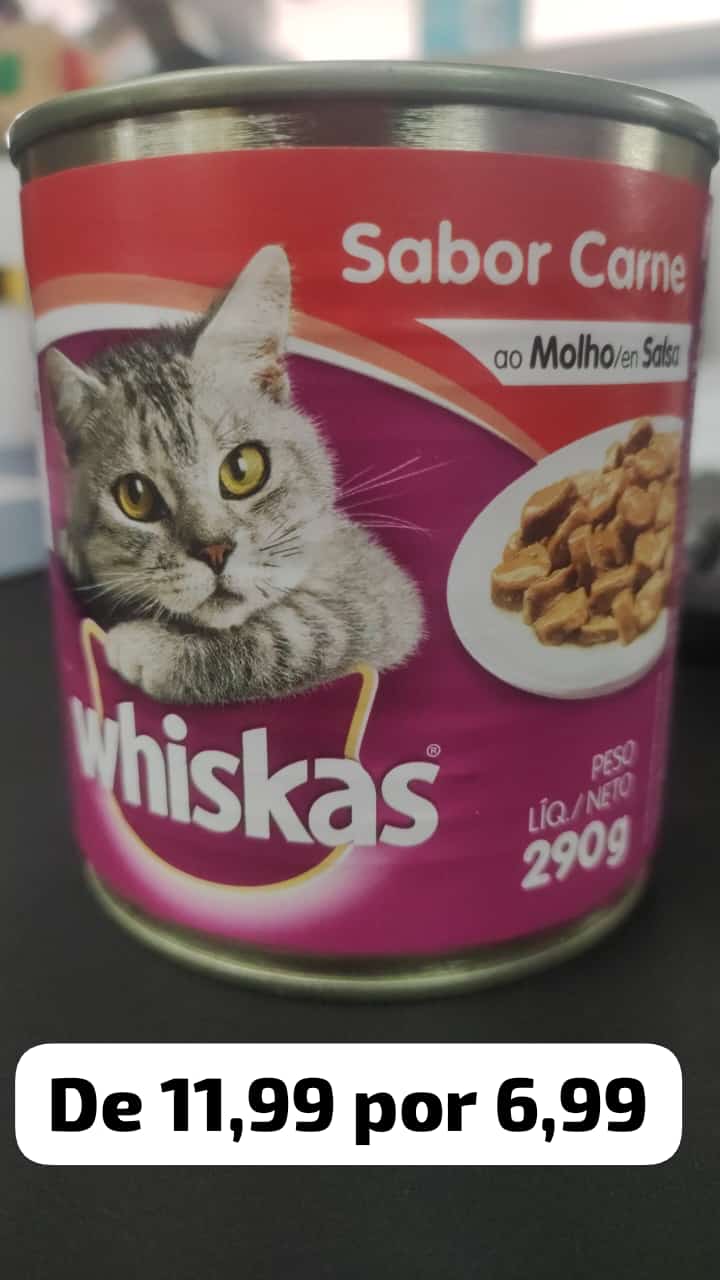 Sabor Carne
ao Molho/en Salsa
whiskas®
PESO
LÍQ./NETO
290g
De 11,99 por 6,99